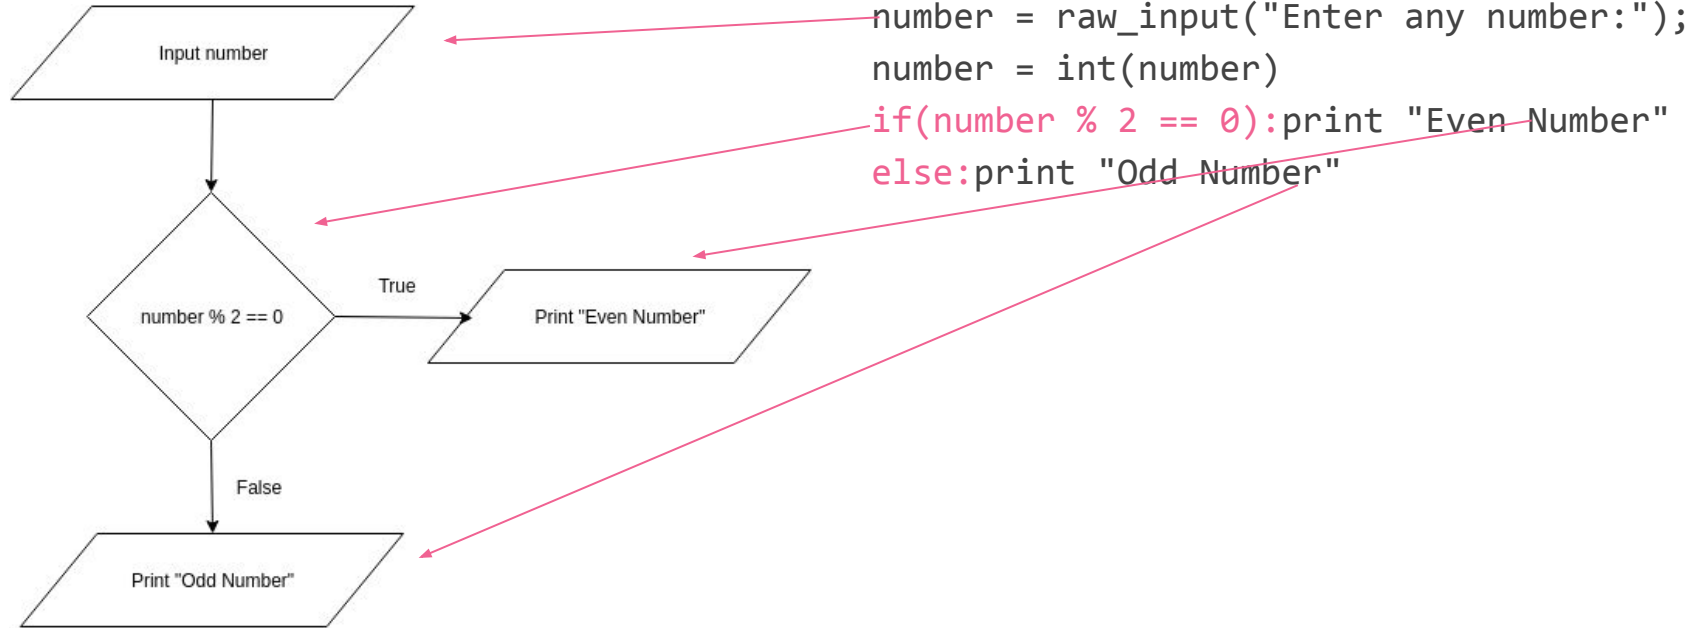 number = raw_input("Enter any number:");
number = int(number)
if(number % 2 == 0):print "Even Number"
else:print "Odd Number"
Input number
number % 2 == 0
True
Print "Even Number"
False
Print "Odd Number"